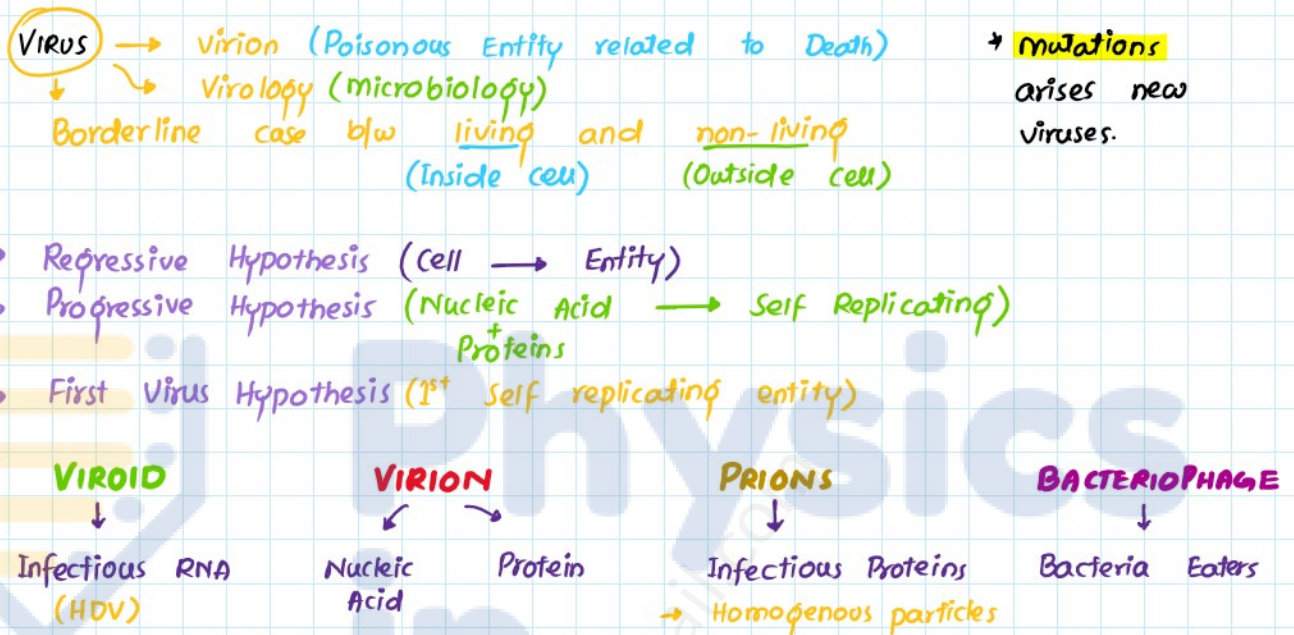 VIRUS → virion (Poisonous Entity related to Death)
* mutations
→ Virology (microbiology)
arises new
Borderline case b/w living and non-living
viruses.
(Inside cell) (Outside cell)
Regressive Hypothesis (Cell → Entity)
Progressive Hypothesis (Nucleic Acid → Self Replicating)
+
Proteins
First Virus Hypothesis (1st Self replicating entity)
Physics
in
VIROID VIRION PRIONS BACTERIOPHAGE
Infectious RNA Nucleic Protein Infectious Proteins Bacteria Eaters
(HDV) Acid → Homogenous particles